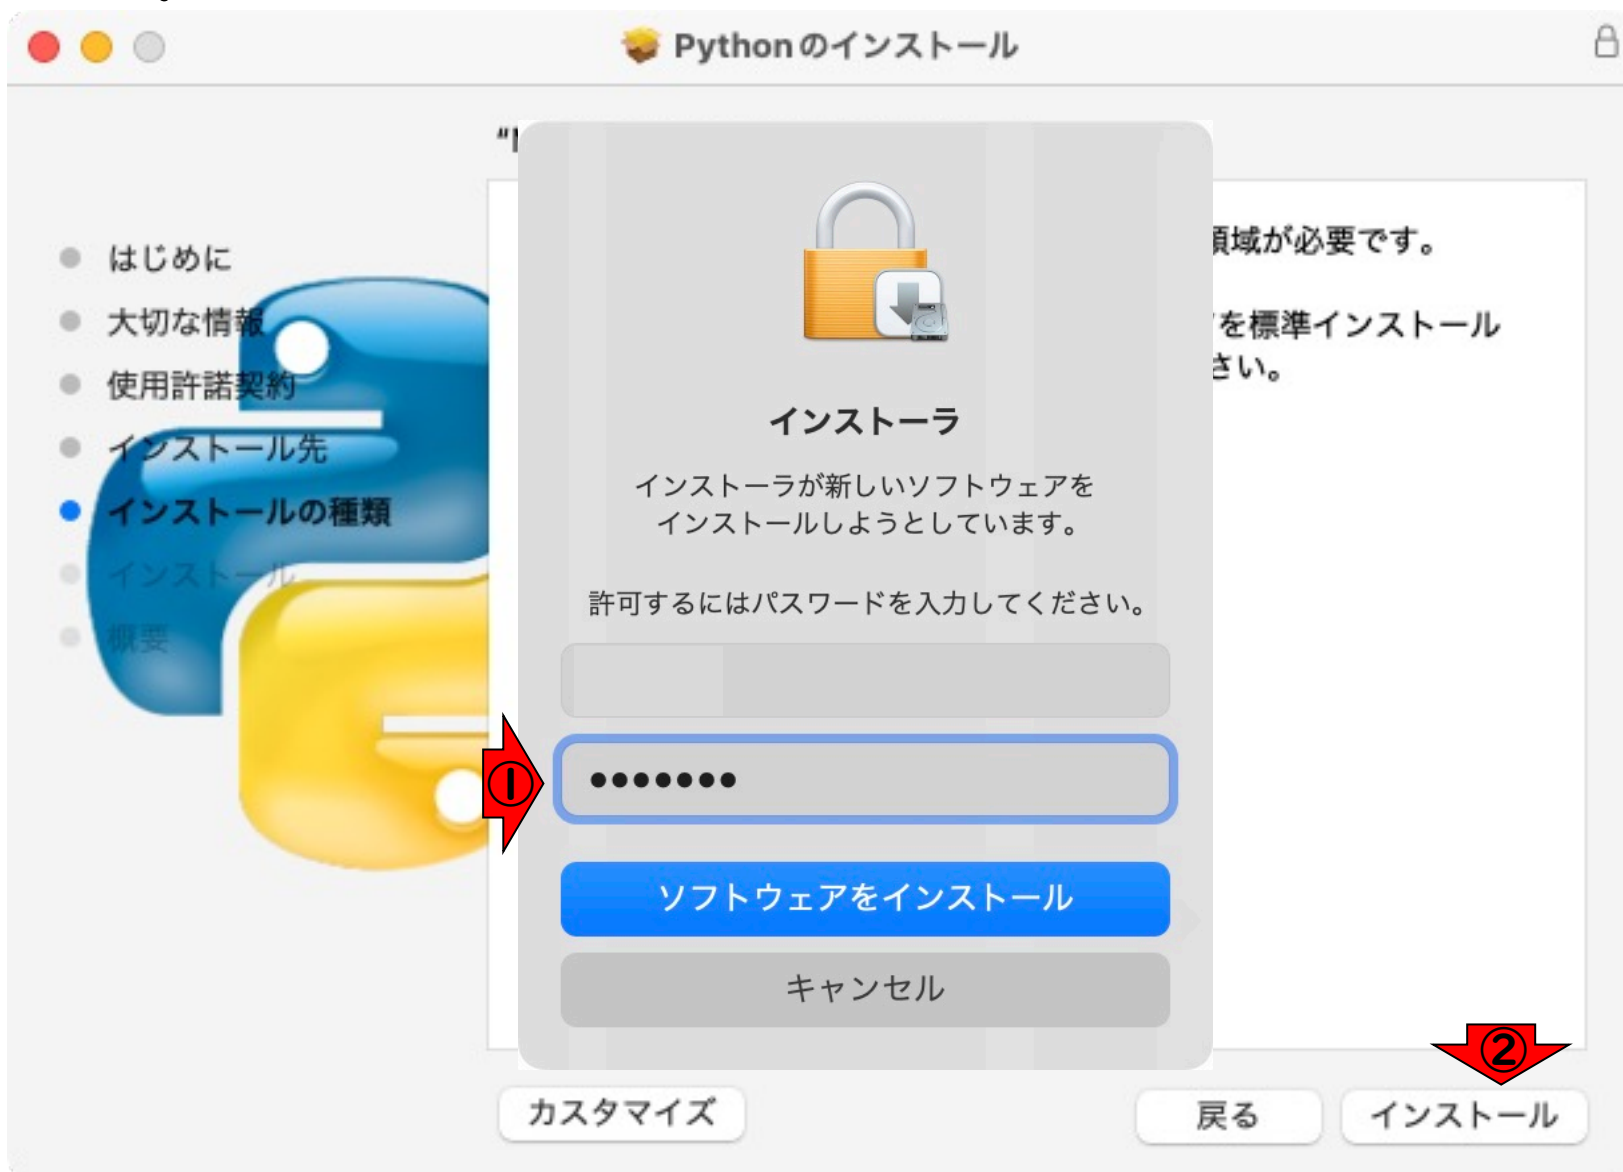 Pythonのインストール
はじめに
大切な情報
使用許諾契約
インストール先
インストールの種類
インストール
概要
域が必要です。
を標準インストール
さい。
インストーラ
インストーラが新しいソフトウェアを
インストールしようとしています。
許可するにはパスワードを入力してください。
①
●●●●●●●
ソフトウェアをインストール
キャンセル
②
カスタマイズ
戻る
インストール